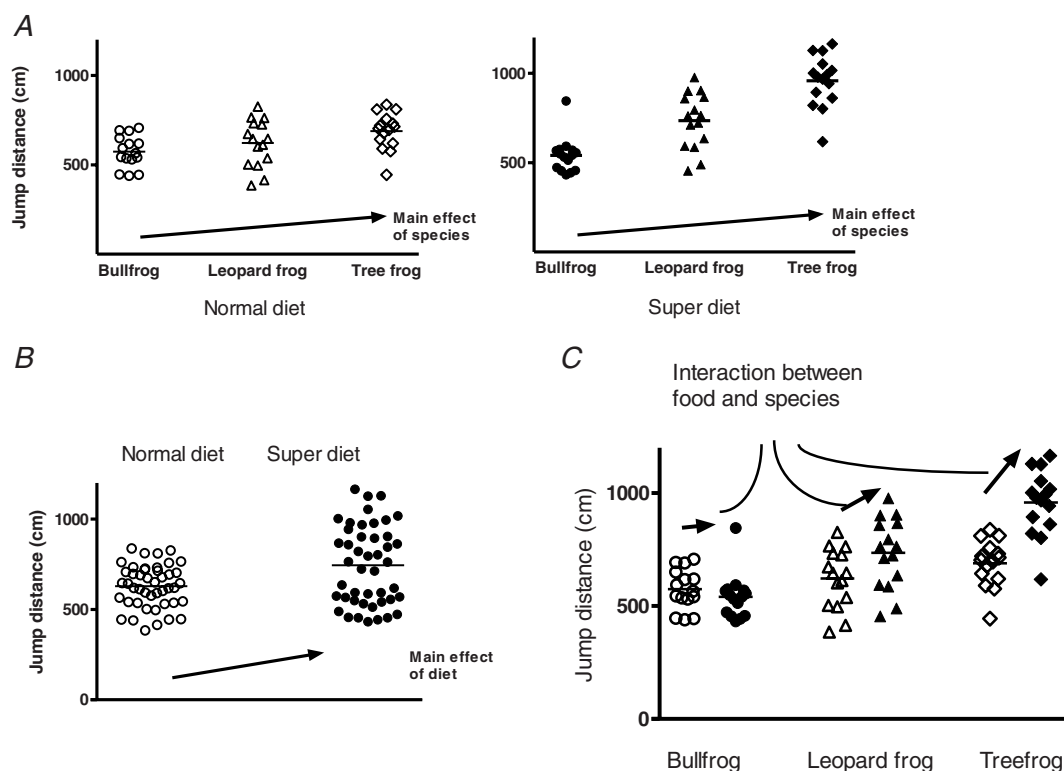 A
Jump distance (cm)
1000
500
Main effect
of species
Bullfrog Leopard frog Tree frog
Normal diet
1000
500
Main effect
of species
Bullfrog Leopard frog Tree frog
Super diet
B
Normal diet Super diet
Jump distance (cm)
1000
500
0
Main effect
of diet
C
Interaction between
food and species
Jump distance (cm)
1000
500
0
Bullfrog Leopard frog Treefrog